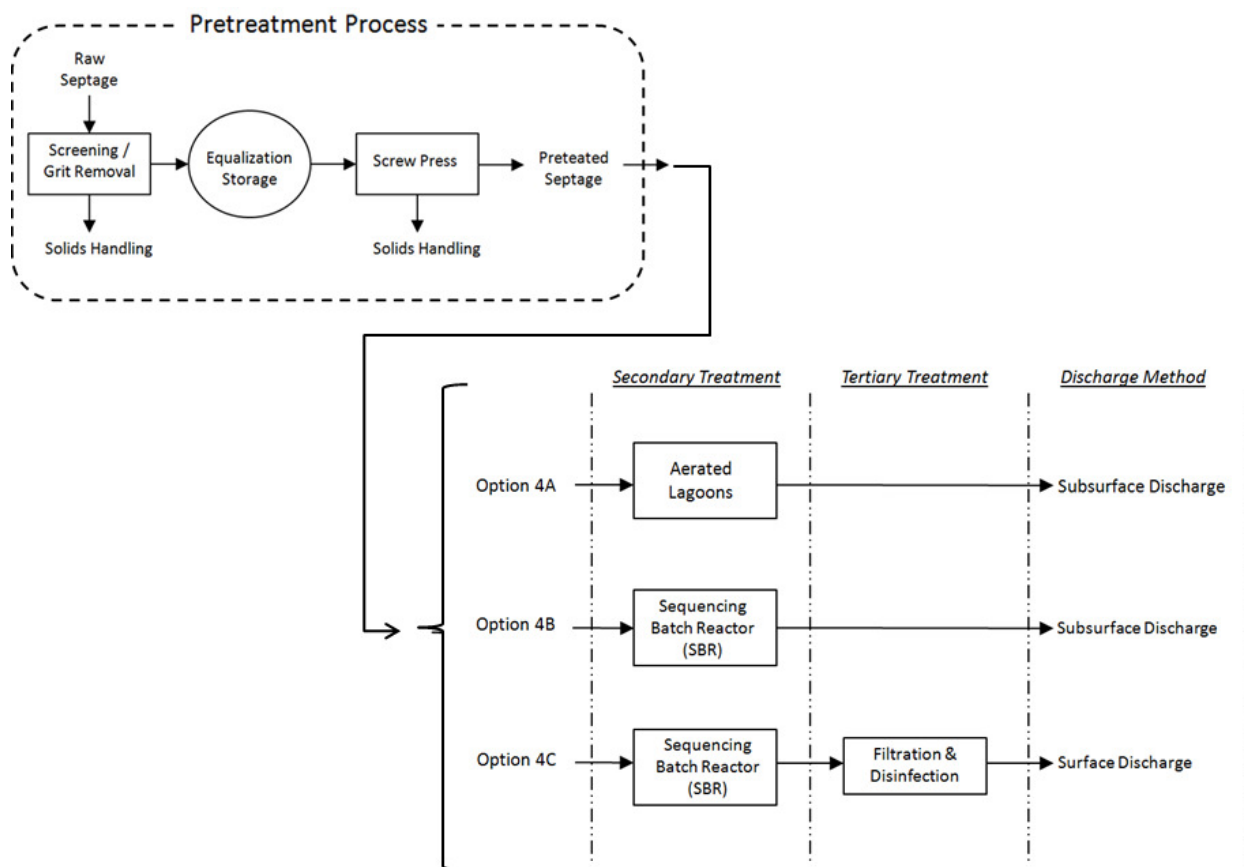 Pretreatment Process
Raw
Septage
Screening /
Grit Removal
Equalization
Storage
Screw Press
Preteated
Septage
Solids Handling
Solids Handling
Secondary Treatment
Tertiary Treatment
Discharge Method
Option 4A
Aerated
Lagoons
Subsurface Discharge
Option 4B
Sequencing
Batch Reactor
(SBR)
Subsurface Discharge
Option 4C
Sequencing
Batch Reactor
(SBR)
Filtration &
Disinfection
Surface Discharge